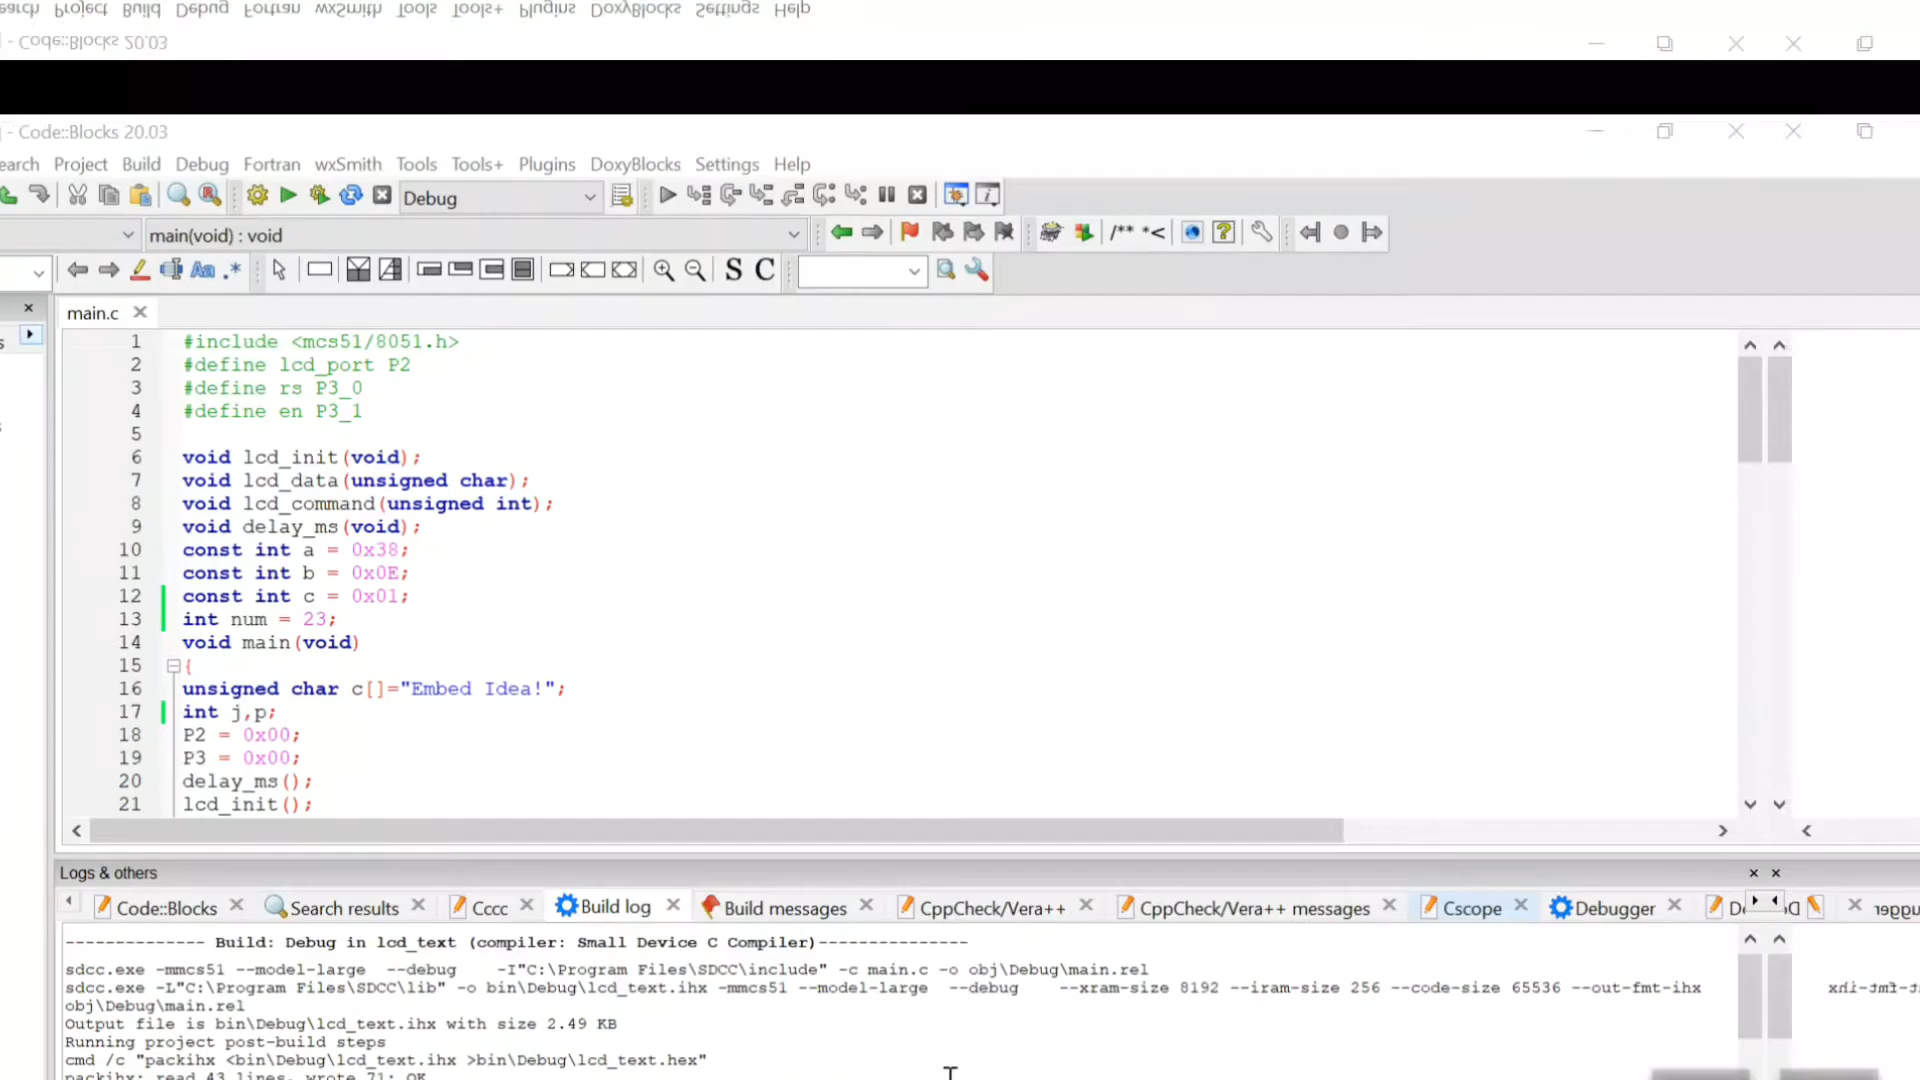 earch Project Build Debug Fortran wxSmith Tools Tools+ Plugins DoxyBlocks Settings Help
- Code::Blocks 20.03
- Code::Blocks 20.03
earch Project Build Debug Fortran wxSmith Tools Tools+ Plugins DoxyBlocks Settings Help
Debug
main(void) : void
/** *<
Aa .* S C
main.c
1 #include <mcs51/8051.h>
2 #define lcd_port P2
3 #define rs P3_0
4 #define en P3_1
5
6 void lcd_init(void);
7 void lcd_data(unsigned char);
8 void lcd_command(unsigned int);
9 void delay_ms(void);
10 const int a = 0x38;
11 const int b = 0x0E;
12 const int c = 0x01;
13 int num = 23;
14 void main(void)
15 {
16 unsigned char c[]="Embed Idea!";
17 int j,p;
18 P2 = 0x00;
19 P3 = 0x00;
20 delay_ms();
21 lcd_init();
Logs & others
Code::Blocks Search results Cccc Build log Build messages CppCheck/Vera++ CppCheck/Vera++ messages Cscope Debugger
-------------- Build: Debug in lcd_text (compiler: Small Device C Compiler)---------------
sdcc.exe -mmcs51 --model-large --debug -I"C:\Program Files\SDCC\include" -c main.c -o obj\Debug\main.rel
sdcc.exe -L"C:\Program Files\SDCC\lib" -o bin\Debug\lcd_text.ihx -mmcs51 --model-large --debug --xram-size 8192 --iram-size 256 --code-size 65536 --out-fmt-ihx
obj\Debug\main.rel
Output file is bin\Debug\lcd_text.ihx with size 2.49 KB
Running project post-build steps
cmd /c "packihx <bin\Debug\lcd_text.ihx >bin\Debug\lcd_text.hex"
packihx: read 43 lines, wrote 71: OK